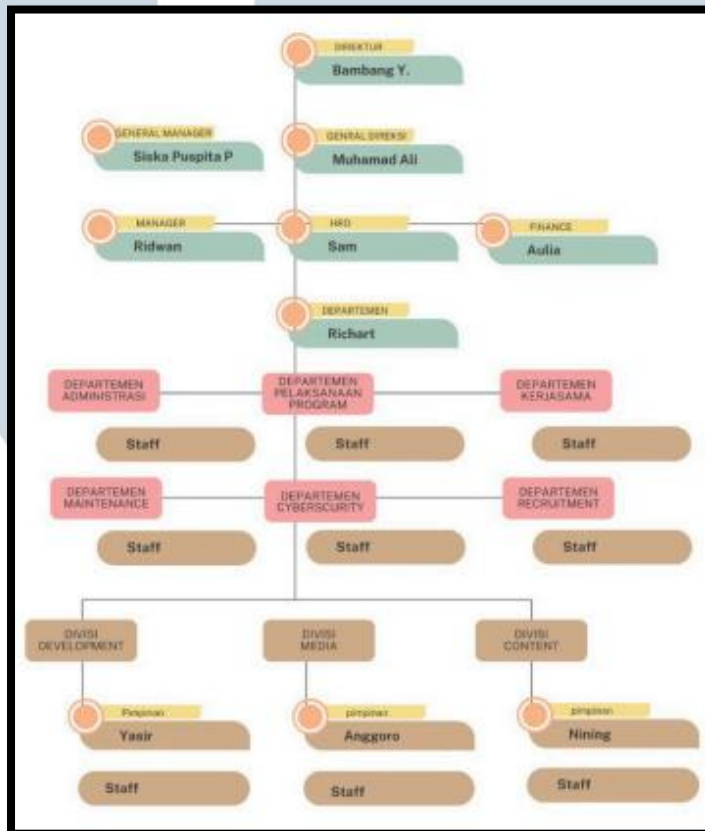 DIREKTUR
Bambang Y.
GENERAL MANAGER
Siska Puspita P
GENRAL DIREKSI
Muhamad Ali
MANAGER
Ridwan
HRD
Sam
FINANCE
Aulia
DEPARTEMEN
Richart
DEPARTEMEN
ADMINISTRASI
DEPARTEMEN
PELAKSANAAN
PROGRAM
DEPARTEMEN
KERJASAMA
Staff
Staff
Staff
DEPARTEMEN
MAINTENANCE
DEPARTEMEN
CYBERSCURITY
DEPARTEMEN
RECRUITMENT
Staff
Staff
Staff
DIVISI
DEVELOPMENT
DIVISI
MEDIA
DIVISI
CONTENT
Pimpinan
Yasir
pimpinan
Anggoro
pimpinan
Nining
Staff
Staff
Staff